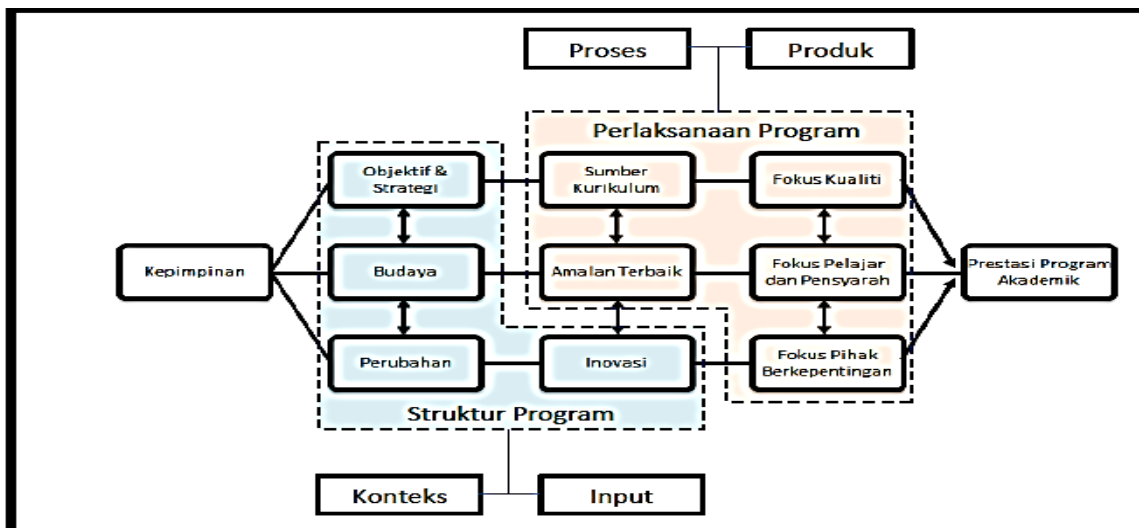 Proses
Produk
Perlaksanaan Program
Objektif &
Strategi
Sumber
Kurikulum
Fokus Kualiti
Kepimpinan
Budaya
Amalan Terbaik
Fokus Pelajar
dan Pensyarah
Prestasi Program
Akademik
Perubahan
Inovasi
Fokus Pihak
Berkepentingan
Struktur Program
Konteks
Input